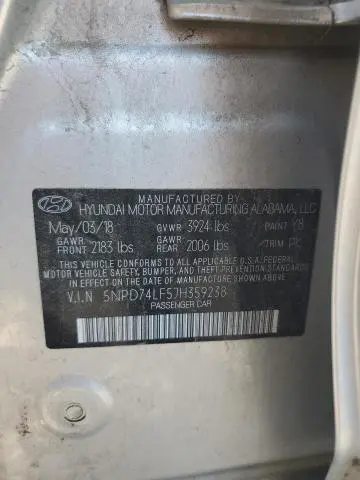 MANUFACTURED BY
HYUNDAI MOTOR MANUFACTURING ALABAMA, LLC
May/03/18 GVWR 3924 lbs PAINT Y8
GAWR FRONT 2183 lbs GAWR REAR 2006 lbs /TRIM PK
THIS VEHICLE CONFORMS TO ALL APPLICABLE U.S.A.FEDERAL
MOTOR VEHICLE SAFETY, BUMPER, AND THEFT PREVENTION STANDARDS IN
EFFECT ON THE DATE OF MANUFACTURE SHOWN ABOVE.
V.I.N 5NPD74LF5JH359238
PASSENGER CAR